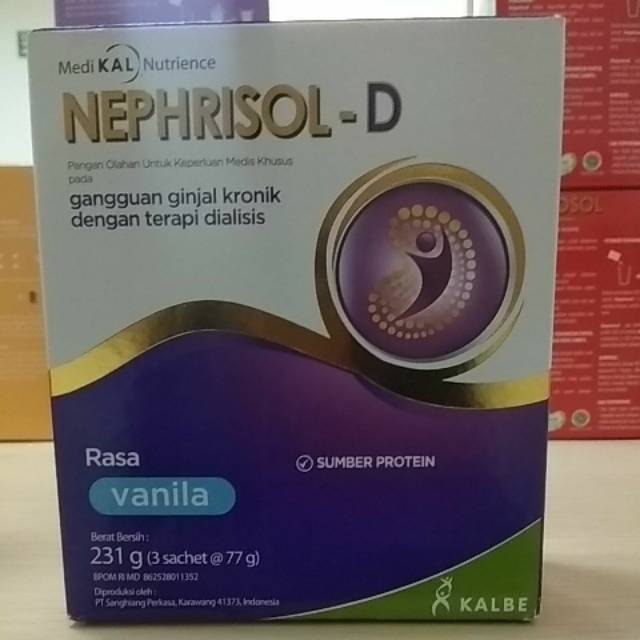 Medi KAL Nutrience
NEPHRISOL - D
Pangan Olahan Untuk Keperluan Medis Khusus
pada
gangguan ginjal kronik
dengan terapi dialisis
Rasa
vanila
SUMBER PROTEIN
Berat Bersih :
231 g (3 sachet @ 77 g)
BPOM RI MD 862528011352
Diproduksi oleh :
PT Sanghiang Perkasa, Karawang 41373, Indonesia
KALBE
OSOL